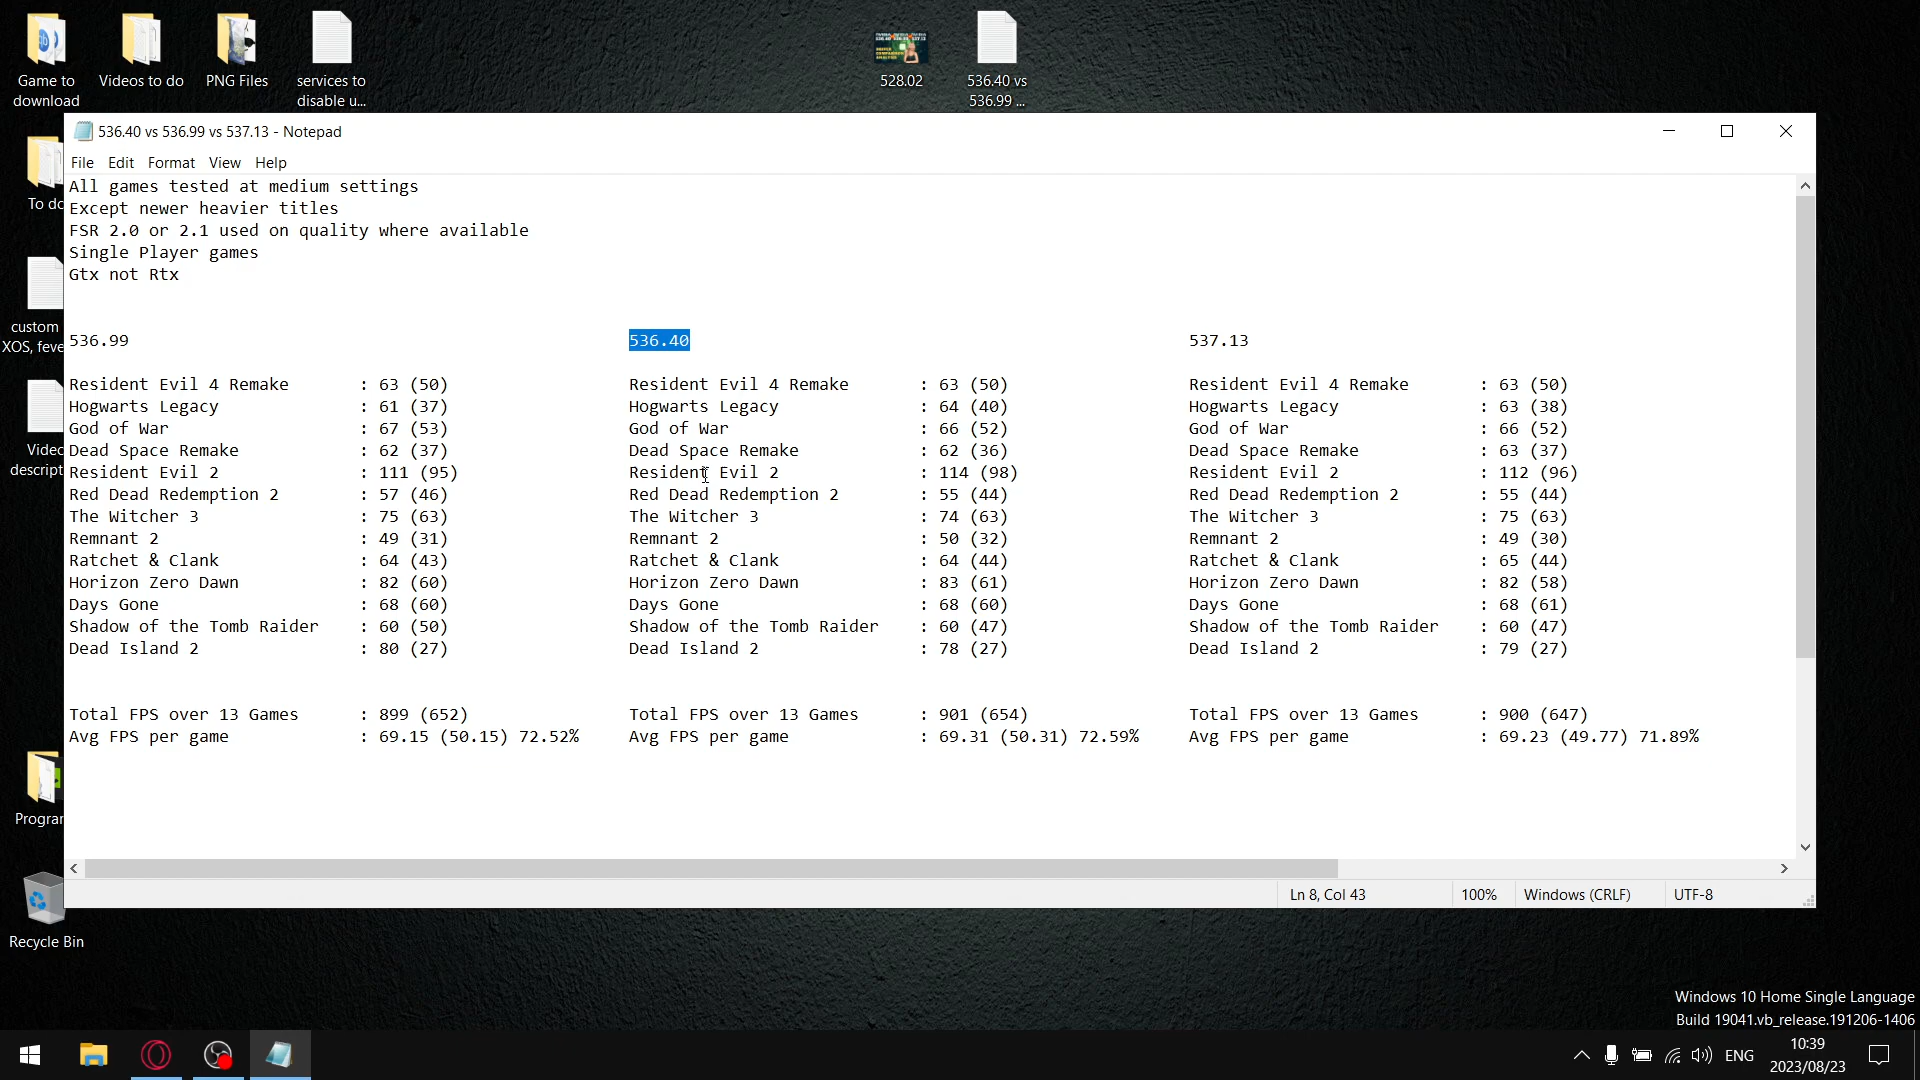 Game to
download
Videos to do
PNG Files
services to
disable u...
528.02
536.40 vs
536.99 ...
To do
custom
XOS, feve
Video
descript
Program
Recycle Bin
536.40 vs 536.99 vs 537.13 - Notepad
File Edit Format View Help
All games tested at medium settings
Except newer heavier titles
FSR 2.0 or 2.1 used on quality where available
Single Player games
Gtx not Rtx
536.99 536.40 537.13
Resident Evil 4 Remake : 63 (50) Resident Evil 4 Remake : 63 (50) Resident Evil 4 Remake : 63 (50)
Hogwarts Legacy : 61 (37) Hogwarts Legacy : 64 (40) Hogwarts Legacy : 63 (38)
God of War : 67 (53) God of War : 66 (52) God of War : 66 (52)
Dead Space Remake : 62 (37) Dead Space Remake : 62 (36) Dead Space Remake : 63 (37)
Resident Evil 2 : 111 (95) Resident Evil 2 : 114 (98) Resident Evil 2 : 112 (96)
Red Dead Redemption 2 : 57 (46) Red Dead Redemption 2 : 55 (44) Red Dead Redemption 2 : 55 (44)
The Witcher 3 : 75 (63) The Witcher 3 : 74 (63) The Witcher 3 : 75 (63)
Remnant 2 : 49 (31) Remnant 2 : 50 (32) Remnant 2 : 49 (30)
Ratchet & Clank : 64 (43) Ratchet & Clank : 64 (44) Ratchet & Clank : 65 (44)
Horizon Zero Dawn : 82 (60) Horizon Zero Dawn : 83 (61) Horizon Zero Dawn : 82 (58)
Days Gone : 68 (60) Days Gone : 68 (60) Days Gone : 68 (61)
Shadow of the Tomb Raider : 60 (50) Shadow of the Tomb Raider : 60 (47) Shadow of the Tomb Raider : 60 (47)
Dead Island 2 : 80 (27) Dead Island 2 : 78 (27) Dead Island 2 : 79 (27)
Total FPS over 13 Games : 899 (652) Total FPS over 13 Games : 901 (654) Total FPS over 13 Games : 900 (647)
Avg FPS per game : 69.15 (50.15) 72.52% Avg FPS per game : 69.31 (50.31) 72.59% Avg FPS per game : 69.23 (49.77) 71.89%
Ln 8, Col 43 100% Windows (CRLF) UTF-8
Windows 10 Home Single Language
Build 19041.vb_release.191206-1406
ENG
10:39
2023/08/23